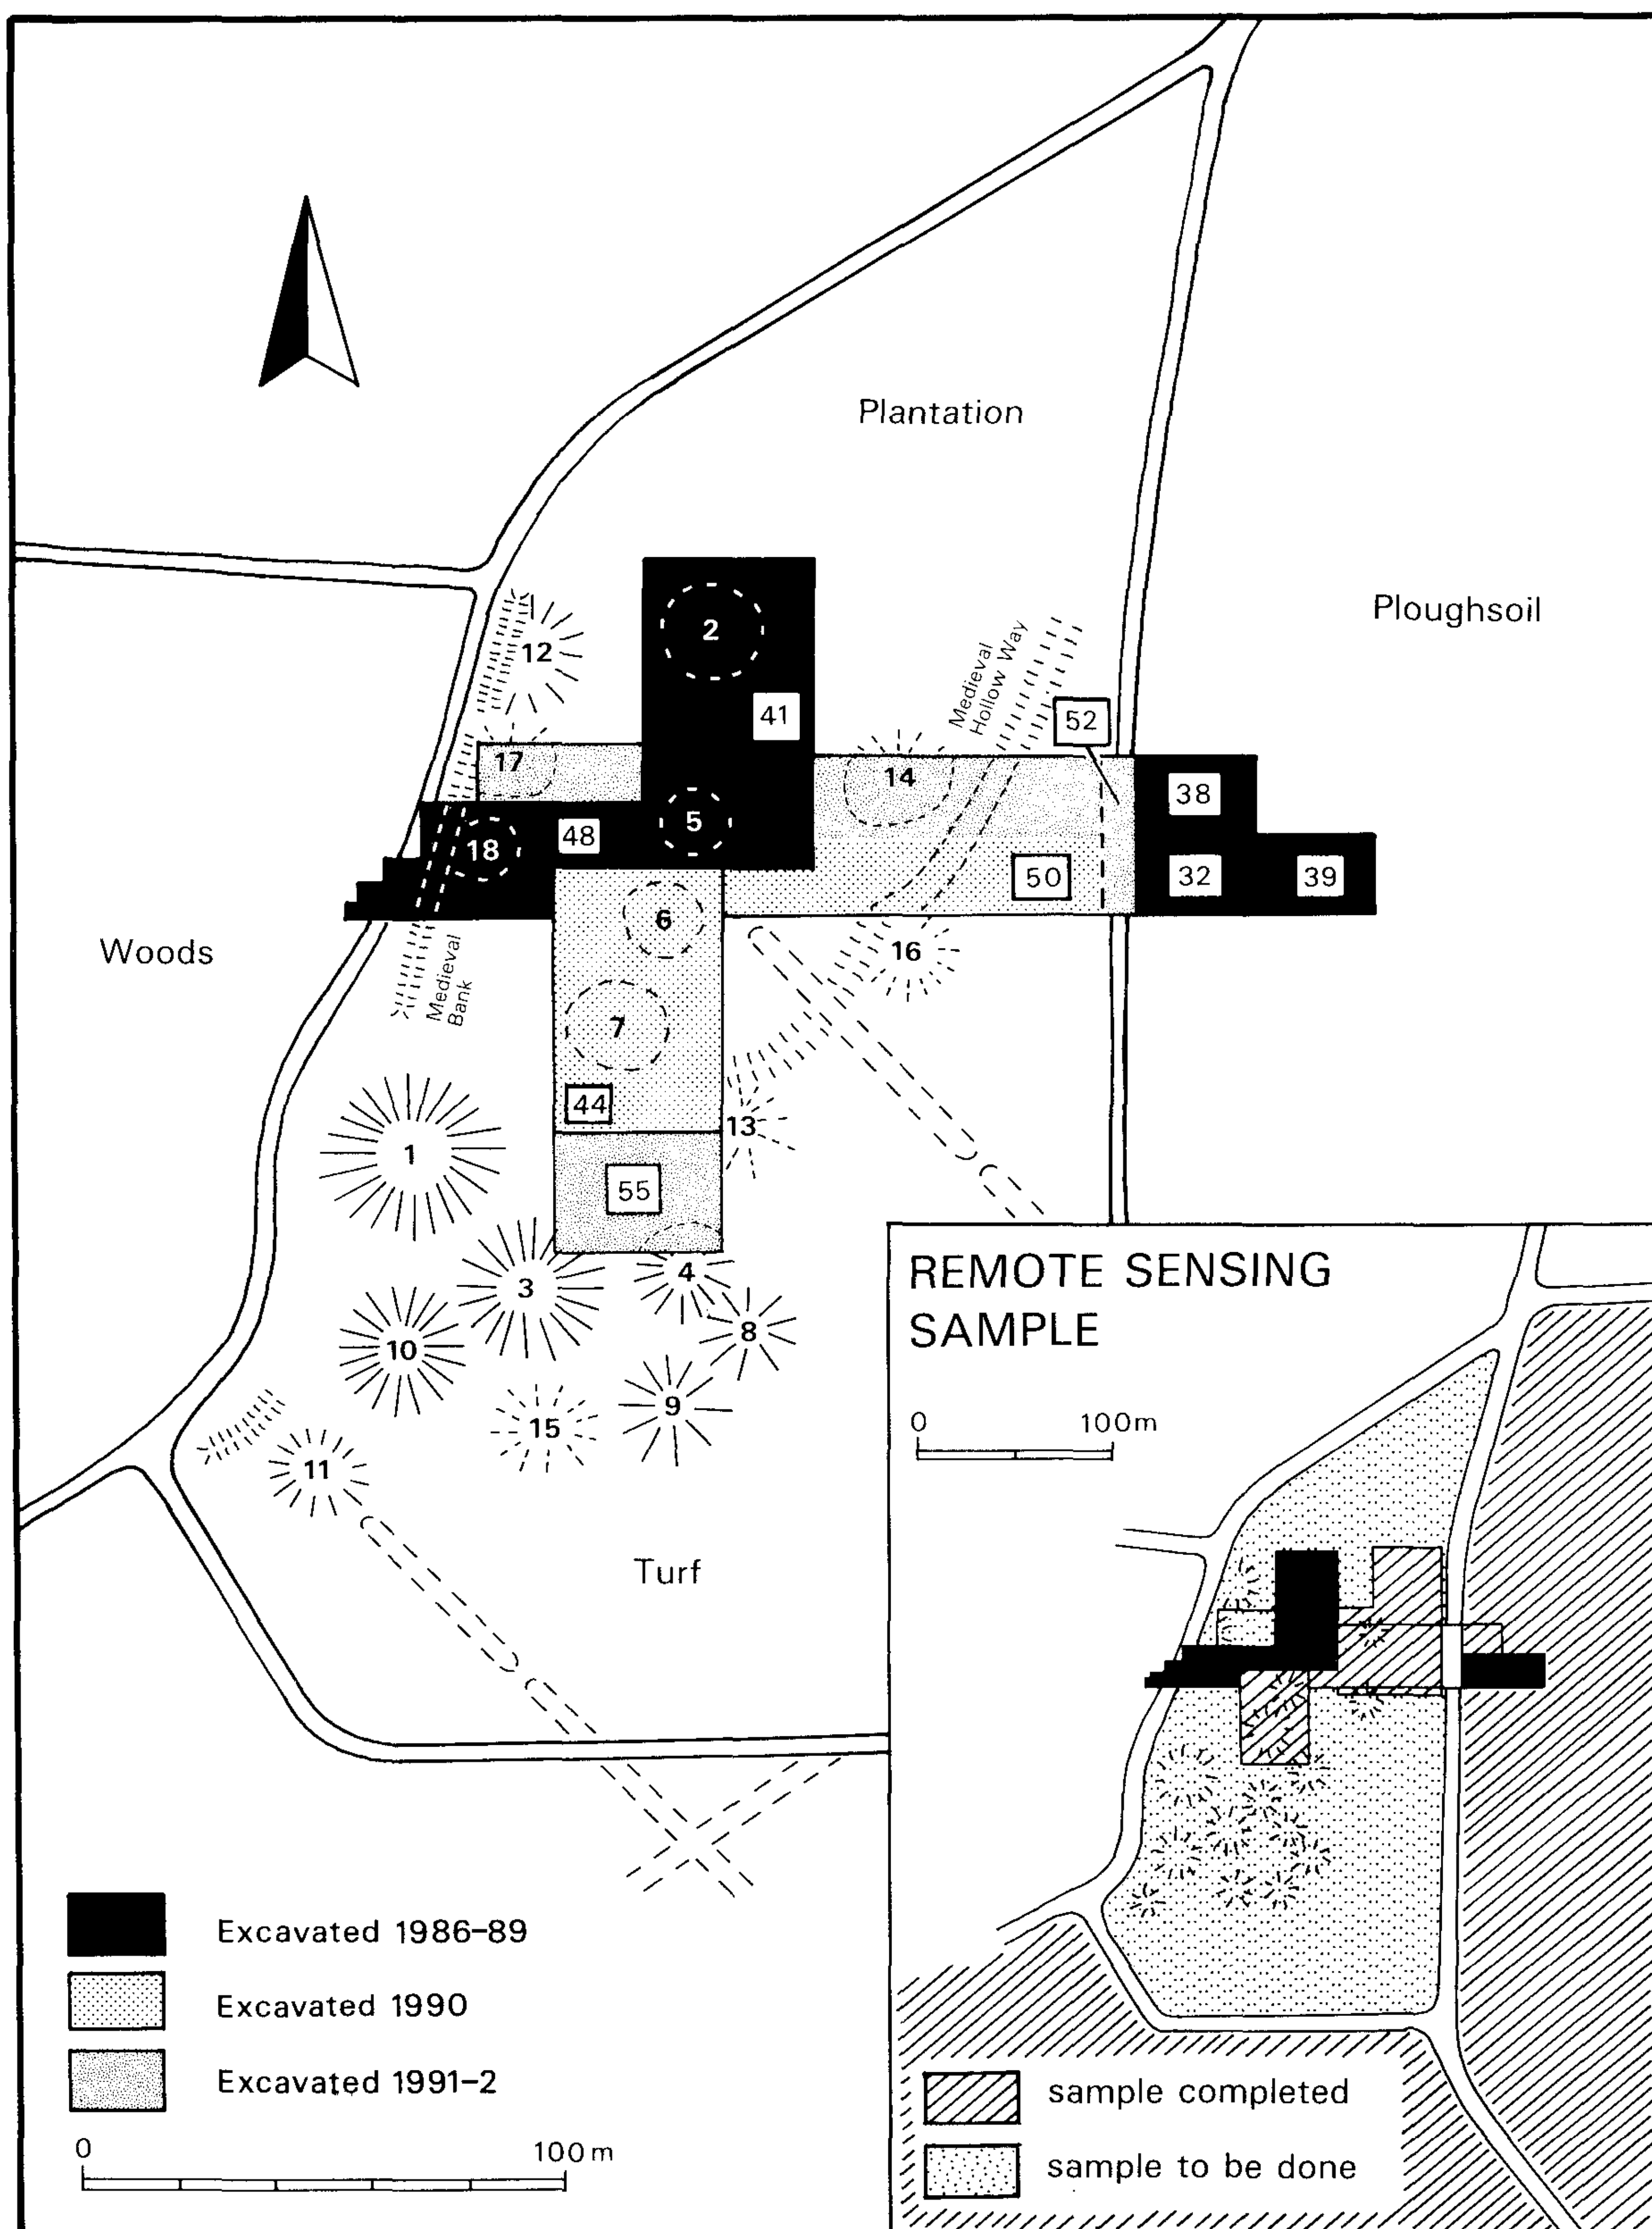 Plantation
Ploughsoil
2
12
41
Medieval
Hollow Way
52
17
14
38
5
48
18
50
32
39
6
16
Woods
Medieval
Bank
7
44
13
1
55
3
4
8
10
9
15
11
Turf
REMOTE SENSING
SAMPLE
0 100m
Excavated 1986-89
Excavated 1990
Excavated 1991-2
0 100m
sample completed
sample to be done